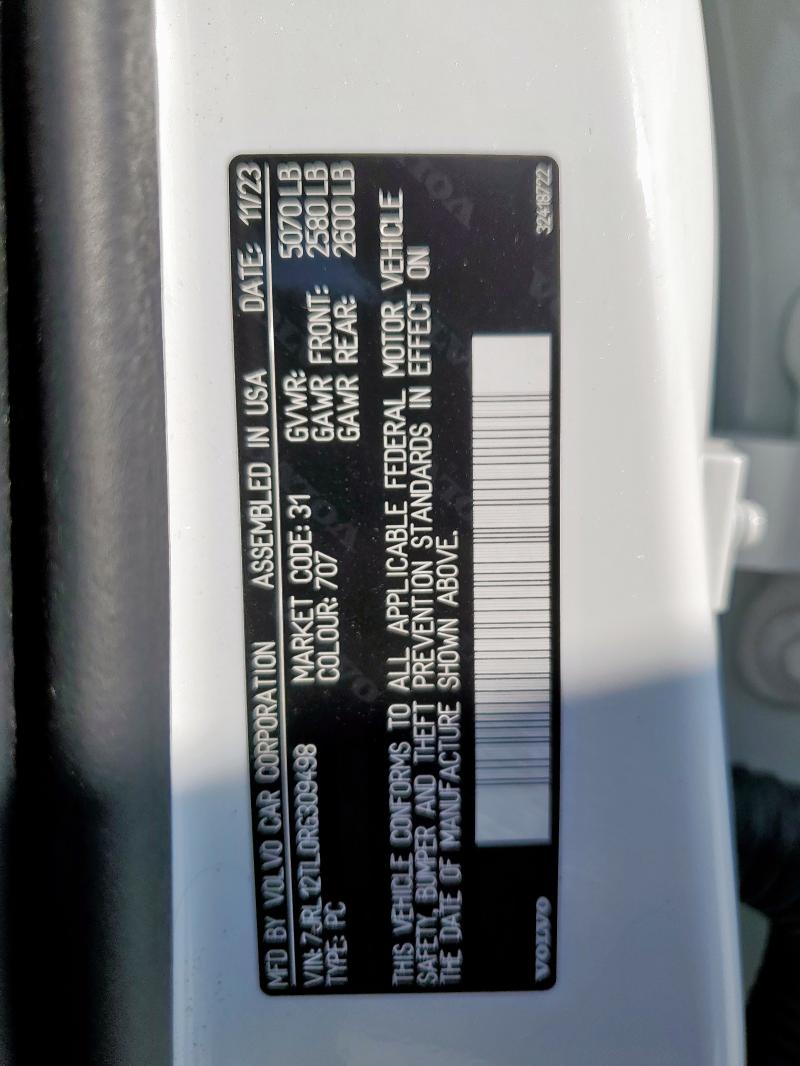 MFD BY VOLVO CAR CORPORATION ASSEMBLED IN USA DATE: 11/23
VIN: 7JRL12TL0RG309498 MARKET CODE: 31 GVWR: 5070 LB
TYPE: PC COLOUR: 707 GAWR FRONT: 2580 LB
GAWR REAR: 2600 LB
THIS VEHICLE CONFORMS TO ALL APPLICABLE FEDERAL MOTOR VEHICLE
SAFETY, BUMPER AND THEFT PREVENTION STANDARDS IN EFFECT ON
THE DATE OF MANUFACTURE SHOWN ABOVE.
VOLVO 32418722